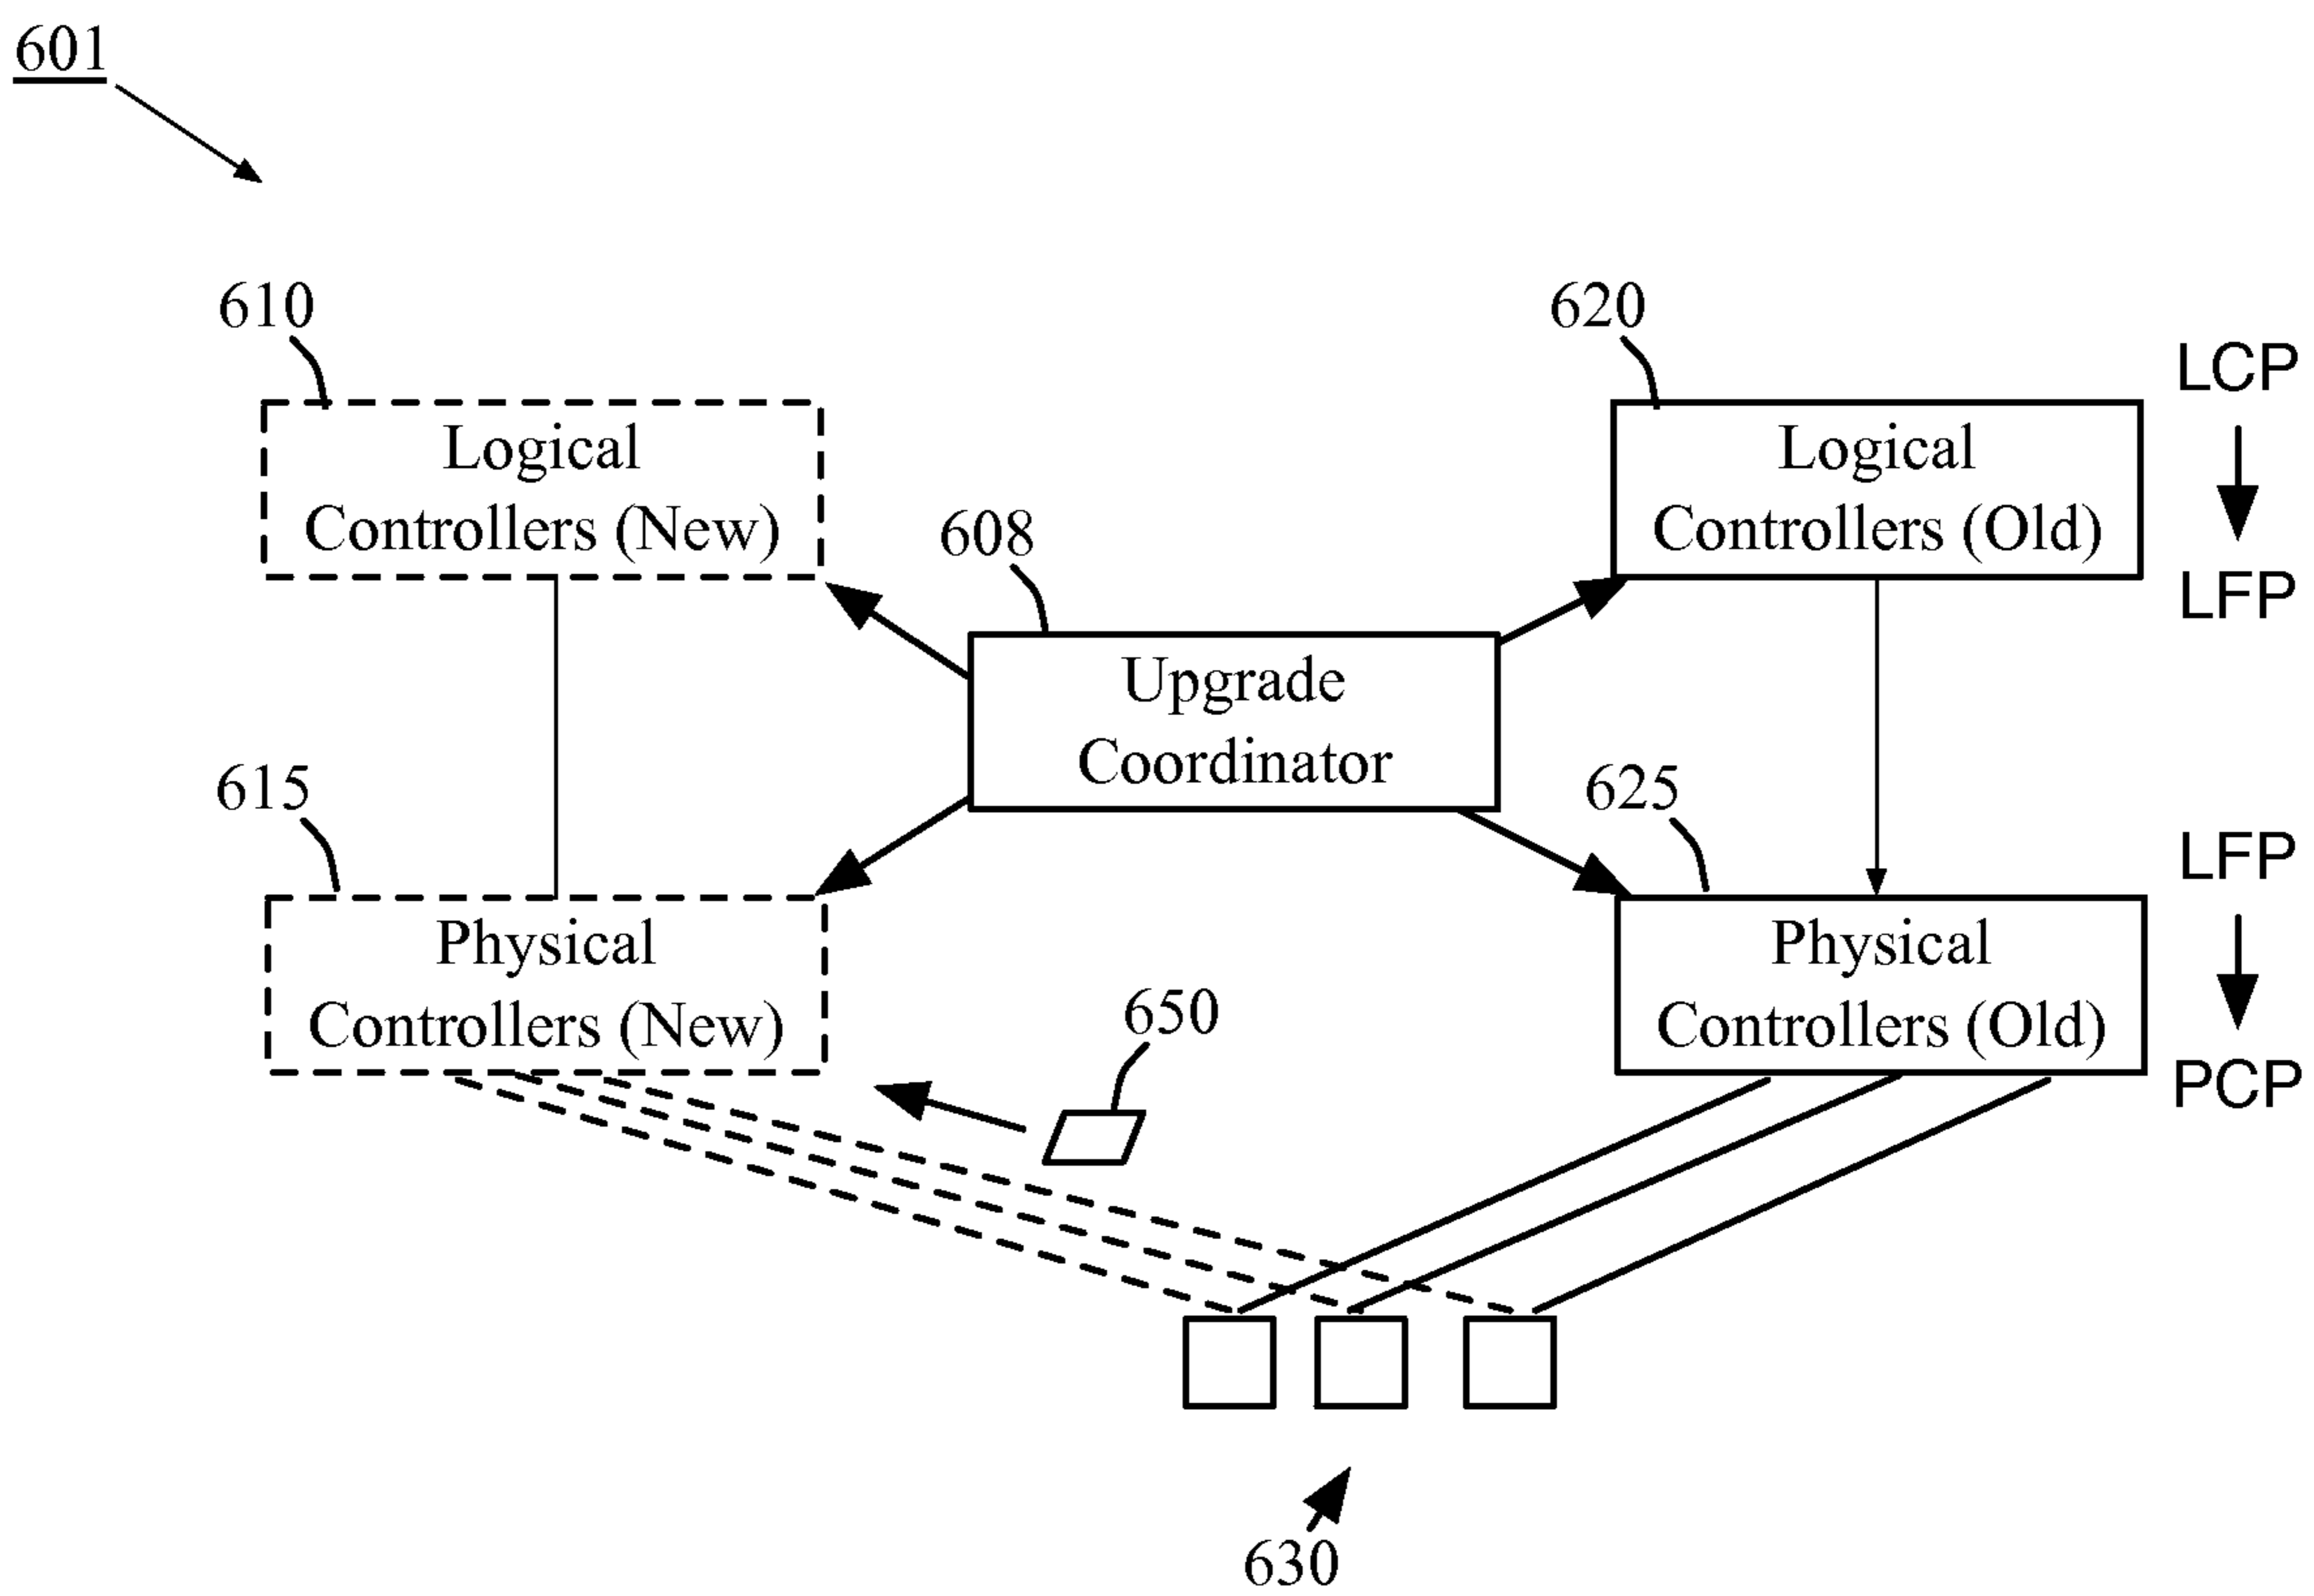 601
610
620
LCP
Logical
Controllers (New)
Logical
Controllers (Old)
608
LFP
Upgrade
Coordinator
615
625
LFP
Physical
Controllers (New)
Physical
Controllers (Old)
650
PCP
630